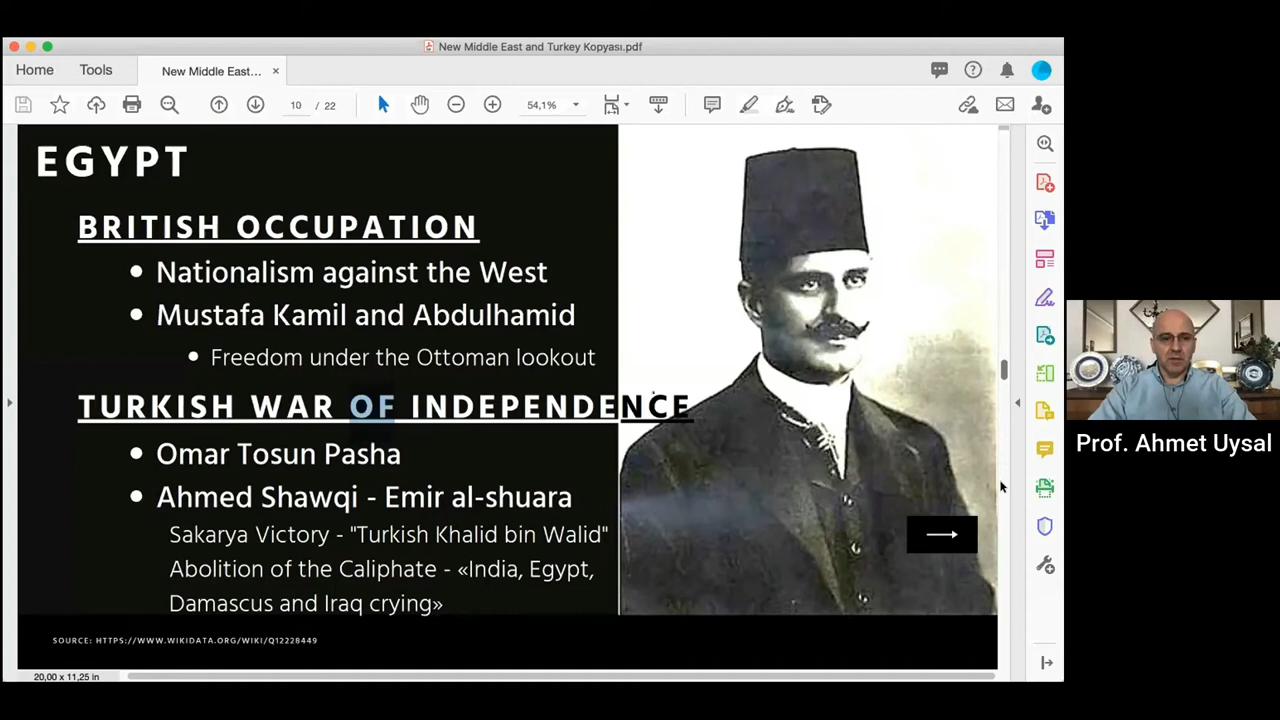 New Middle East and Turkey Kopyası.pdf
Home Tools New Middle East… ×
10 / 22 54,1%
EGYPT
BRITISH OCCUPATION
• Nationalism against the West
• Mustafa Kamil and Abdulhamid
• Freedom under the Ottoman lookout
TURKISH WAR OF INDEPENDENCE
• Omar Tosun Pasha
• Ahmed Shawqi - Emir al-shuara
Sakarya Victory - "Turkish Khalid bin Walid"
Abolition of the Caliphate - «India, Egypt,
Damascus and Iraq crying»
SOURCE: HTTPS://WWW.WIKIDATA.ORG/WIKI/Q12228449
20,00 x 11,25 in
Prof. Ahmet Uysal